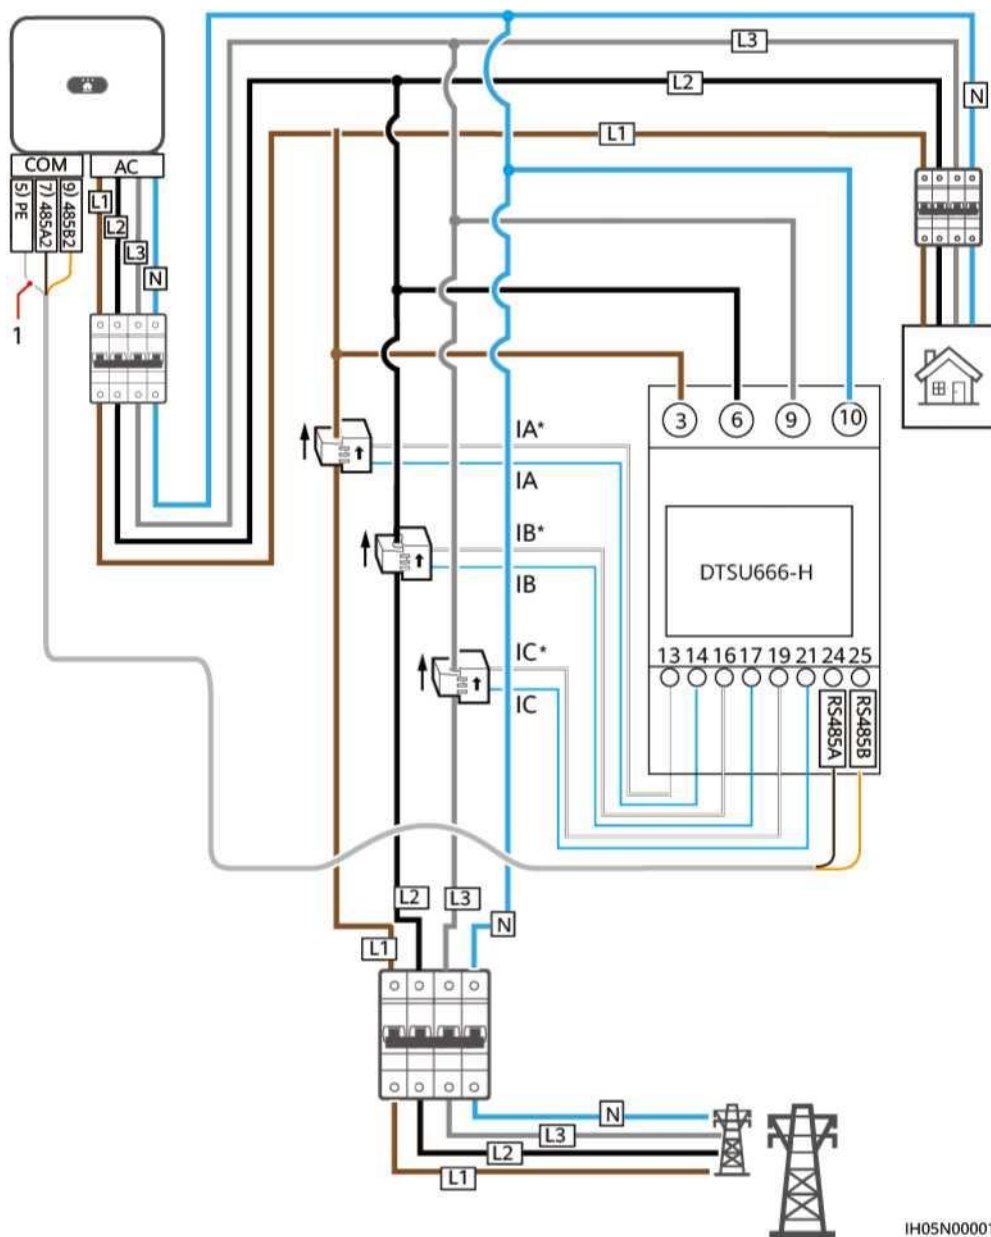 L3
L2
N
L1
COM
AC
5) PE
7) 485A2
9) 485B2
L1
L2
L3
N
1
3
6
9
10
IA*
IA
IB*
IB
IC*
IC
DTSU666-H
13 14 16 17 19 21 24 25
RS485A
RS485B
L2
L3
N
L1
N
L3
L2
L1
IH05N00001